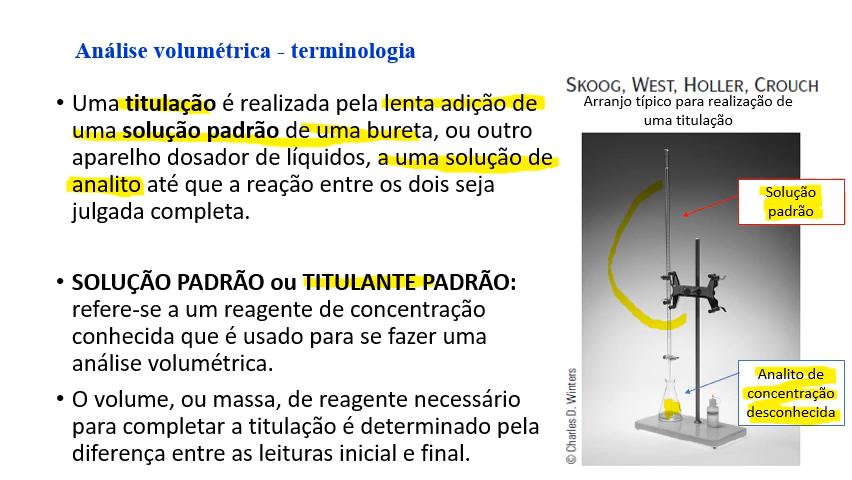 Análise volumétrica - terminologia
• Uma titulação é realizada pela lenta adição de
uma solução padrão de uma bureta, ou outro
aparelho dosador de líquidos, a uma solução de
analito até que a reação entre os dois seja
julgada completa.
• SOLUÇÃO PADRÃO ou TITULANTE PADRÃO:
refere-se a um reagente de concentração
conhecida que é usado para se fazer uma
análise volumétrica.
• O volume, ou massa, de reagente necessário
para completar a titulação é determinado pela
diferença entre as leituras inicial e final.
SKOOG, WEST, HOLLER, CROUCH
Arranjo típico para realização de
uma titulação
Solução
padrão
Analito de
concentração
desconhecida
© Charles D. Winters